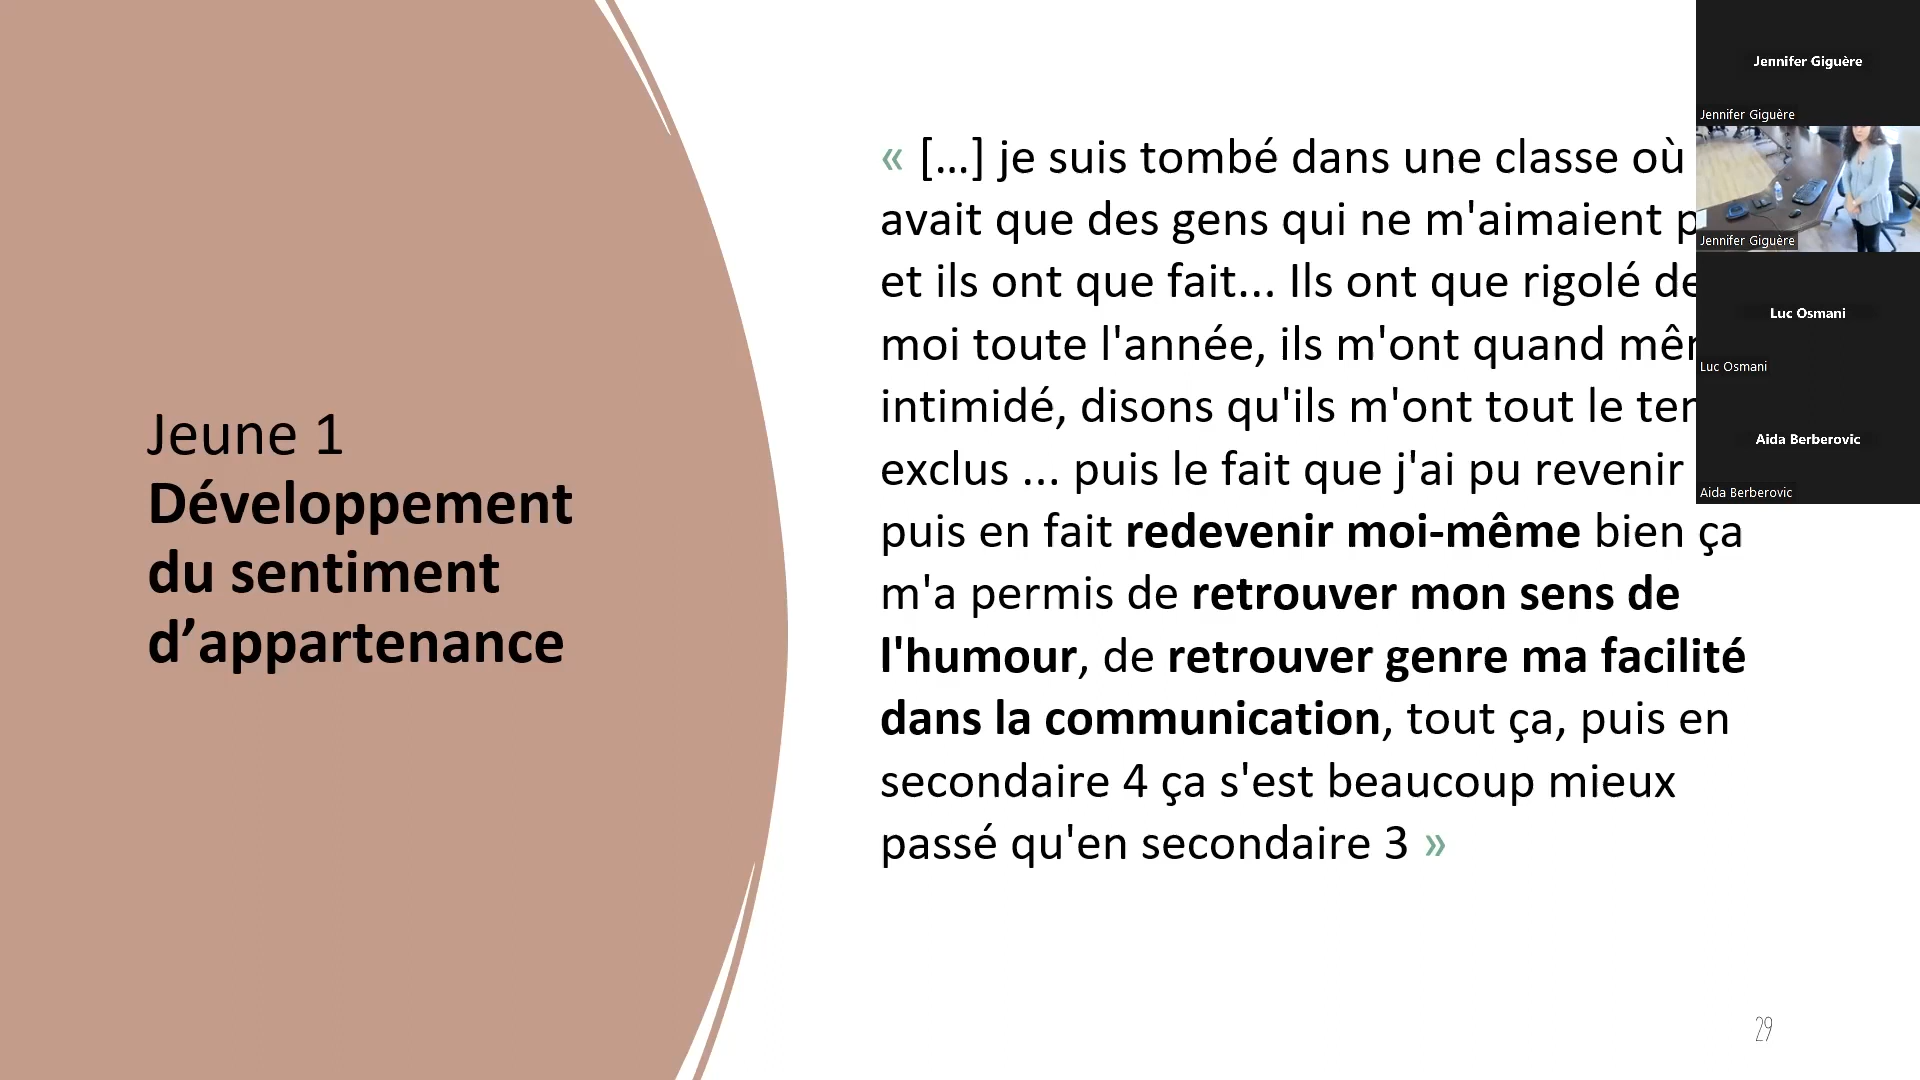 Jeune 1
Développement
du sentiment
d’appartenance
« [...] je suis tombé dans une classe où
avait que des gens qui ne m'aimaient
et ils ont que fait... Ils ont que rigolé de
moi toute l'année, ils m'ont quand
intimidé, disons qu'ils m'ont tout le
exclus ... puis le fait que j'ai pu revenir
puis en fait redevenir moi-même bien ça
m'a permis de retrouver mon sens de
l'humour, de retrouver genre ma facilité
dans la communication, tout ça, puis en
secondaire 4 ça s'est beaucoup mieux
passé qu'en secondaire 3 »
29
Jennifer Giguère
Jennifer Giguère
Jennifer Giguère
Luc Osmani
Luc Osmani
Aida Berberovic
Aida Berberovic